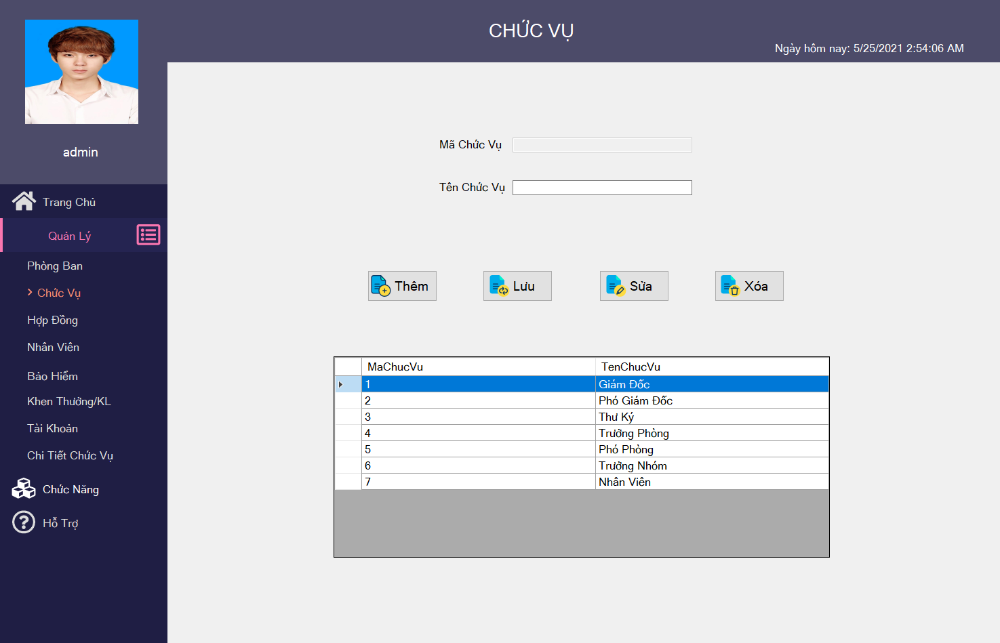 CHỨC VỤ
Ngày hôm nay: 5/25/2021 2:54:06 AM
admin
Trang Chủ
Quản Lý
Phòng Ban
Chức Vụ
Hợp Đồng
Nhân Viên
Bảo Hiểm
Khen Thưởng/KL
Tài Khoản
Chi Tiết Chức Vụ
Chức Năng
Hỗ Trợ
Mã Chức Vụ
Tên Chức Vụ
Thêm Lưu Sửa Xóa
MaChucVu TenChucVu
1 Giám Đốc
2 Phó Giám Đốc
3 Thư Ký
4 Trưởng Phòng
5 Phó Phòng
6 Trưởng Nhóm
7 Nhân Viên